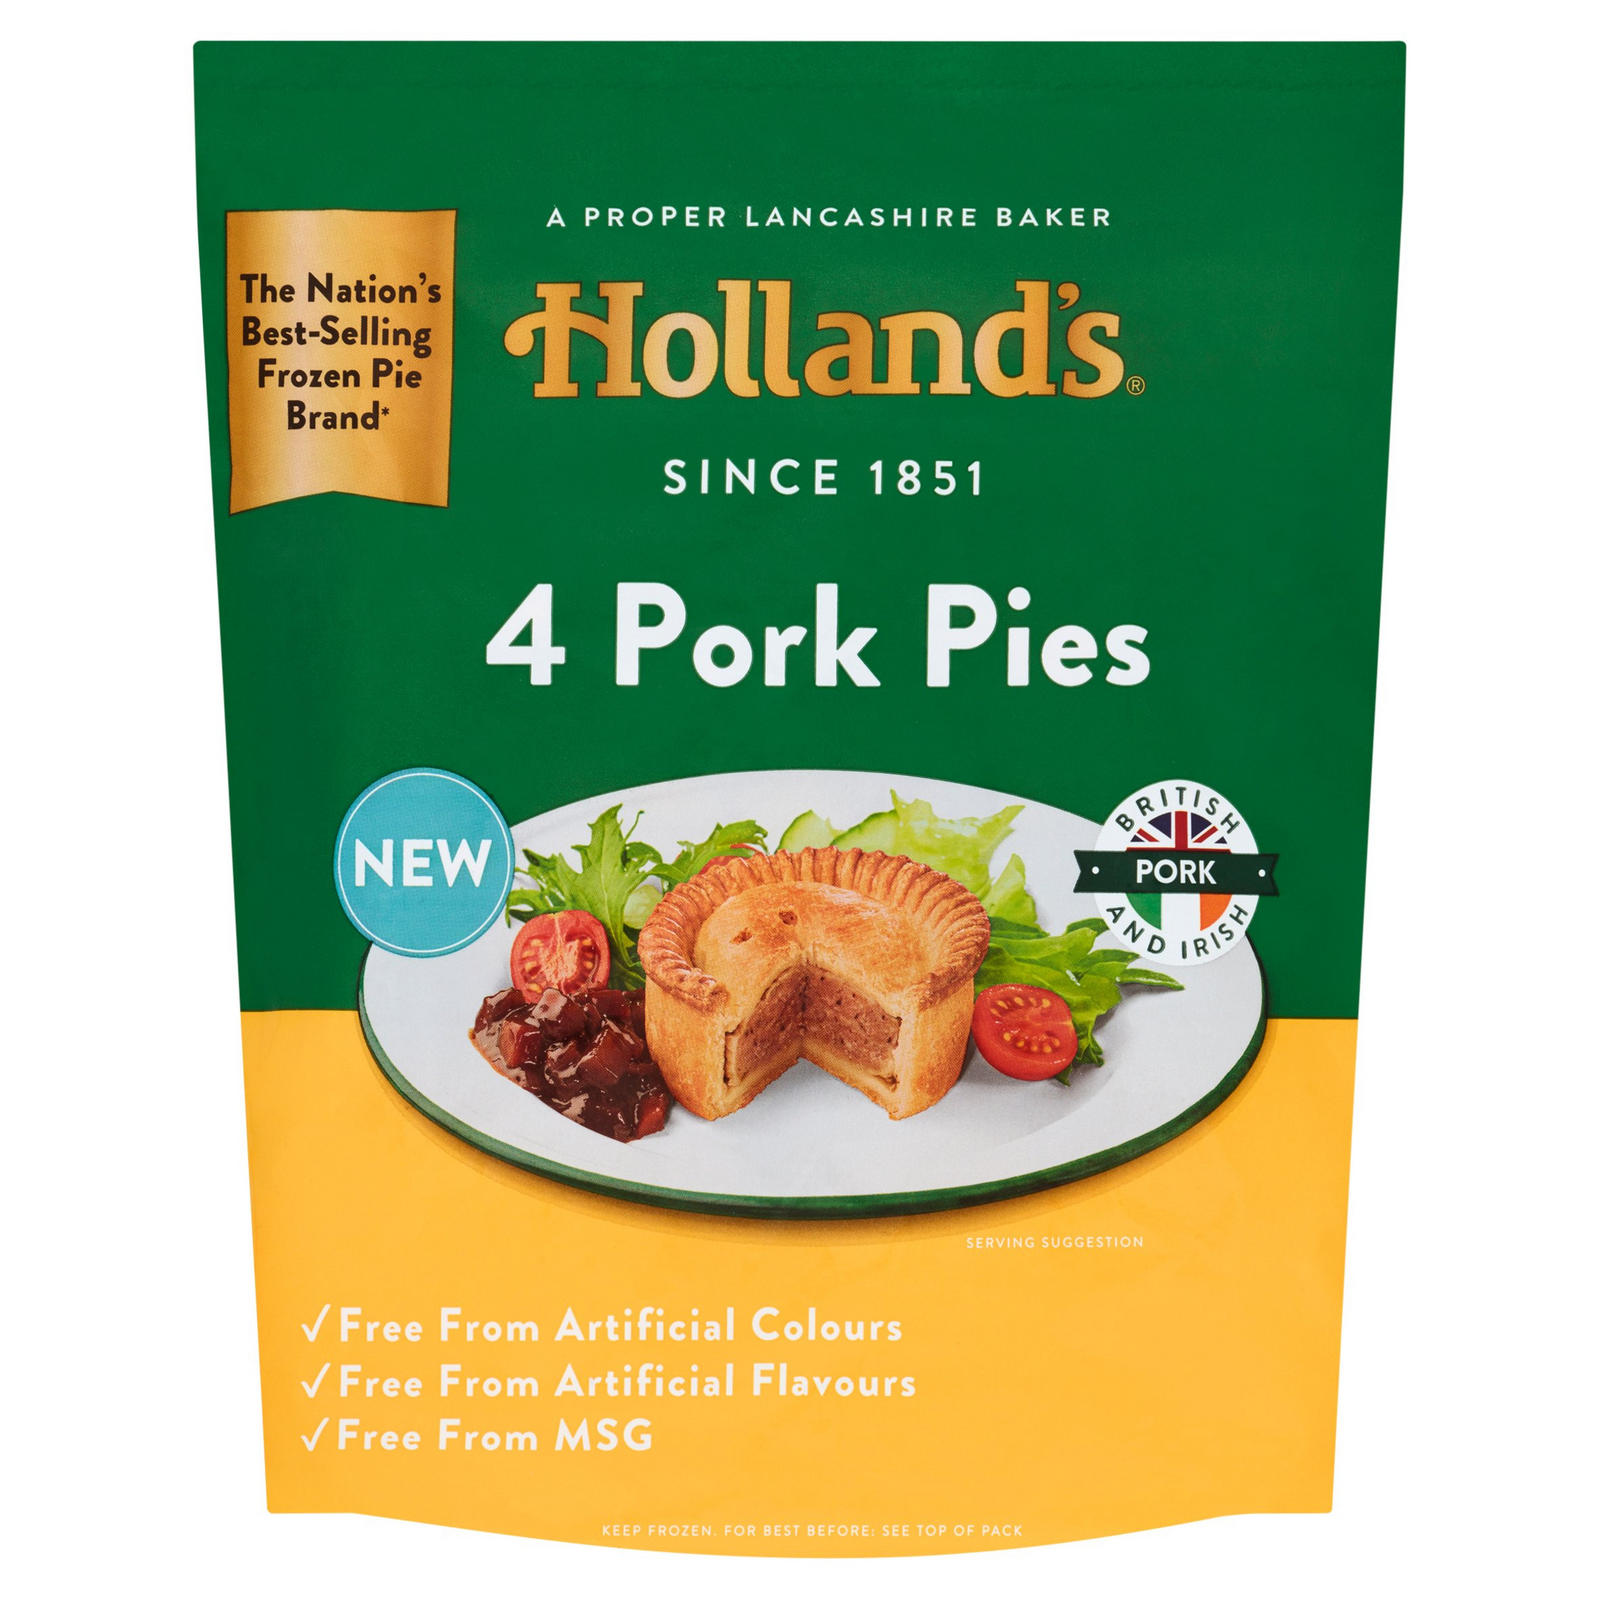 A PROPER LANCASHIRE BAKER
Holland's®
SINCE 1851
The Nation's
Best-Selling
Frozen Pie
Brand*
4 Pork Pies
NEW
BRITISH
PORK
AND IRISH
SERVING SUGGESTION
✓Free From Artificial Colours
✓Free From Artificial Flavours
✓Free From MSG
KEEP FROZEN. FOR BEST BEFORE: SEE TOP OF PACK